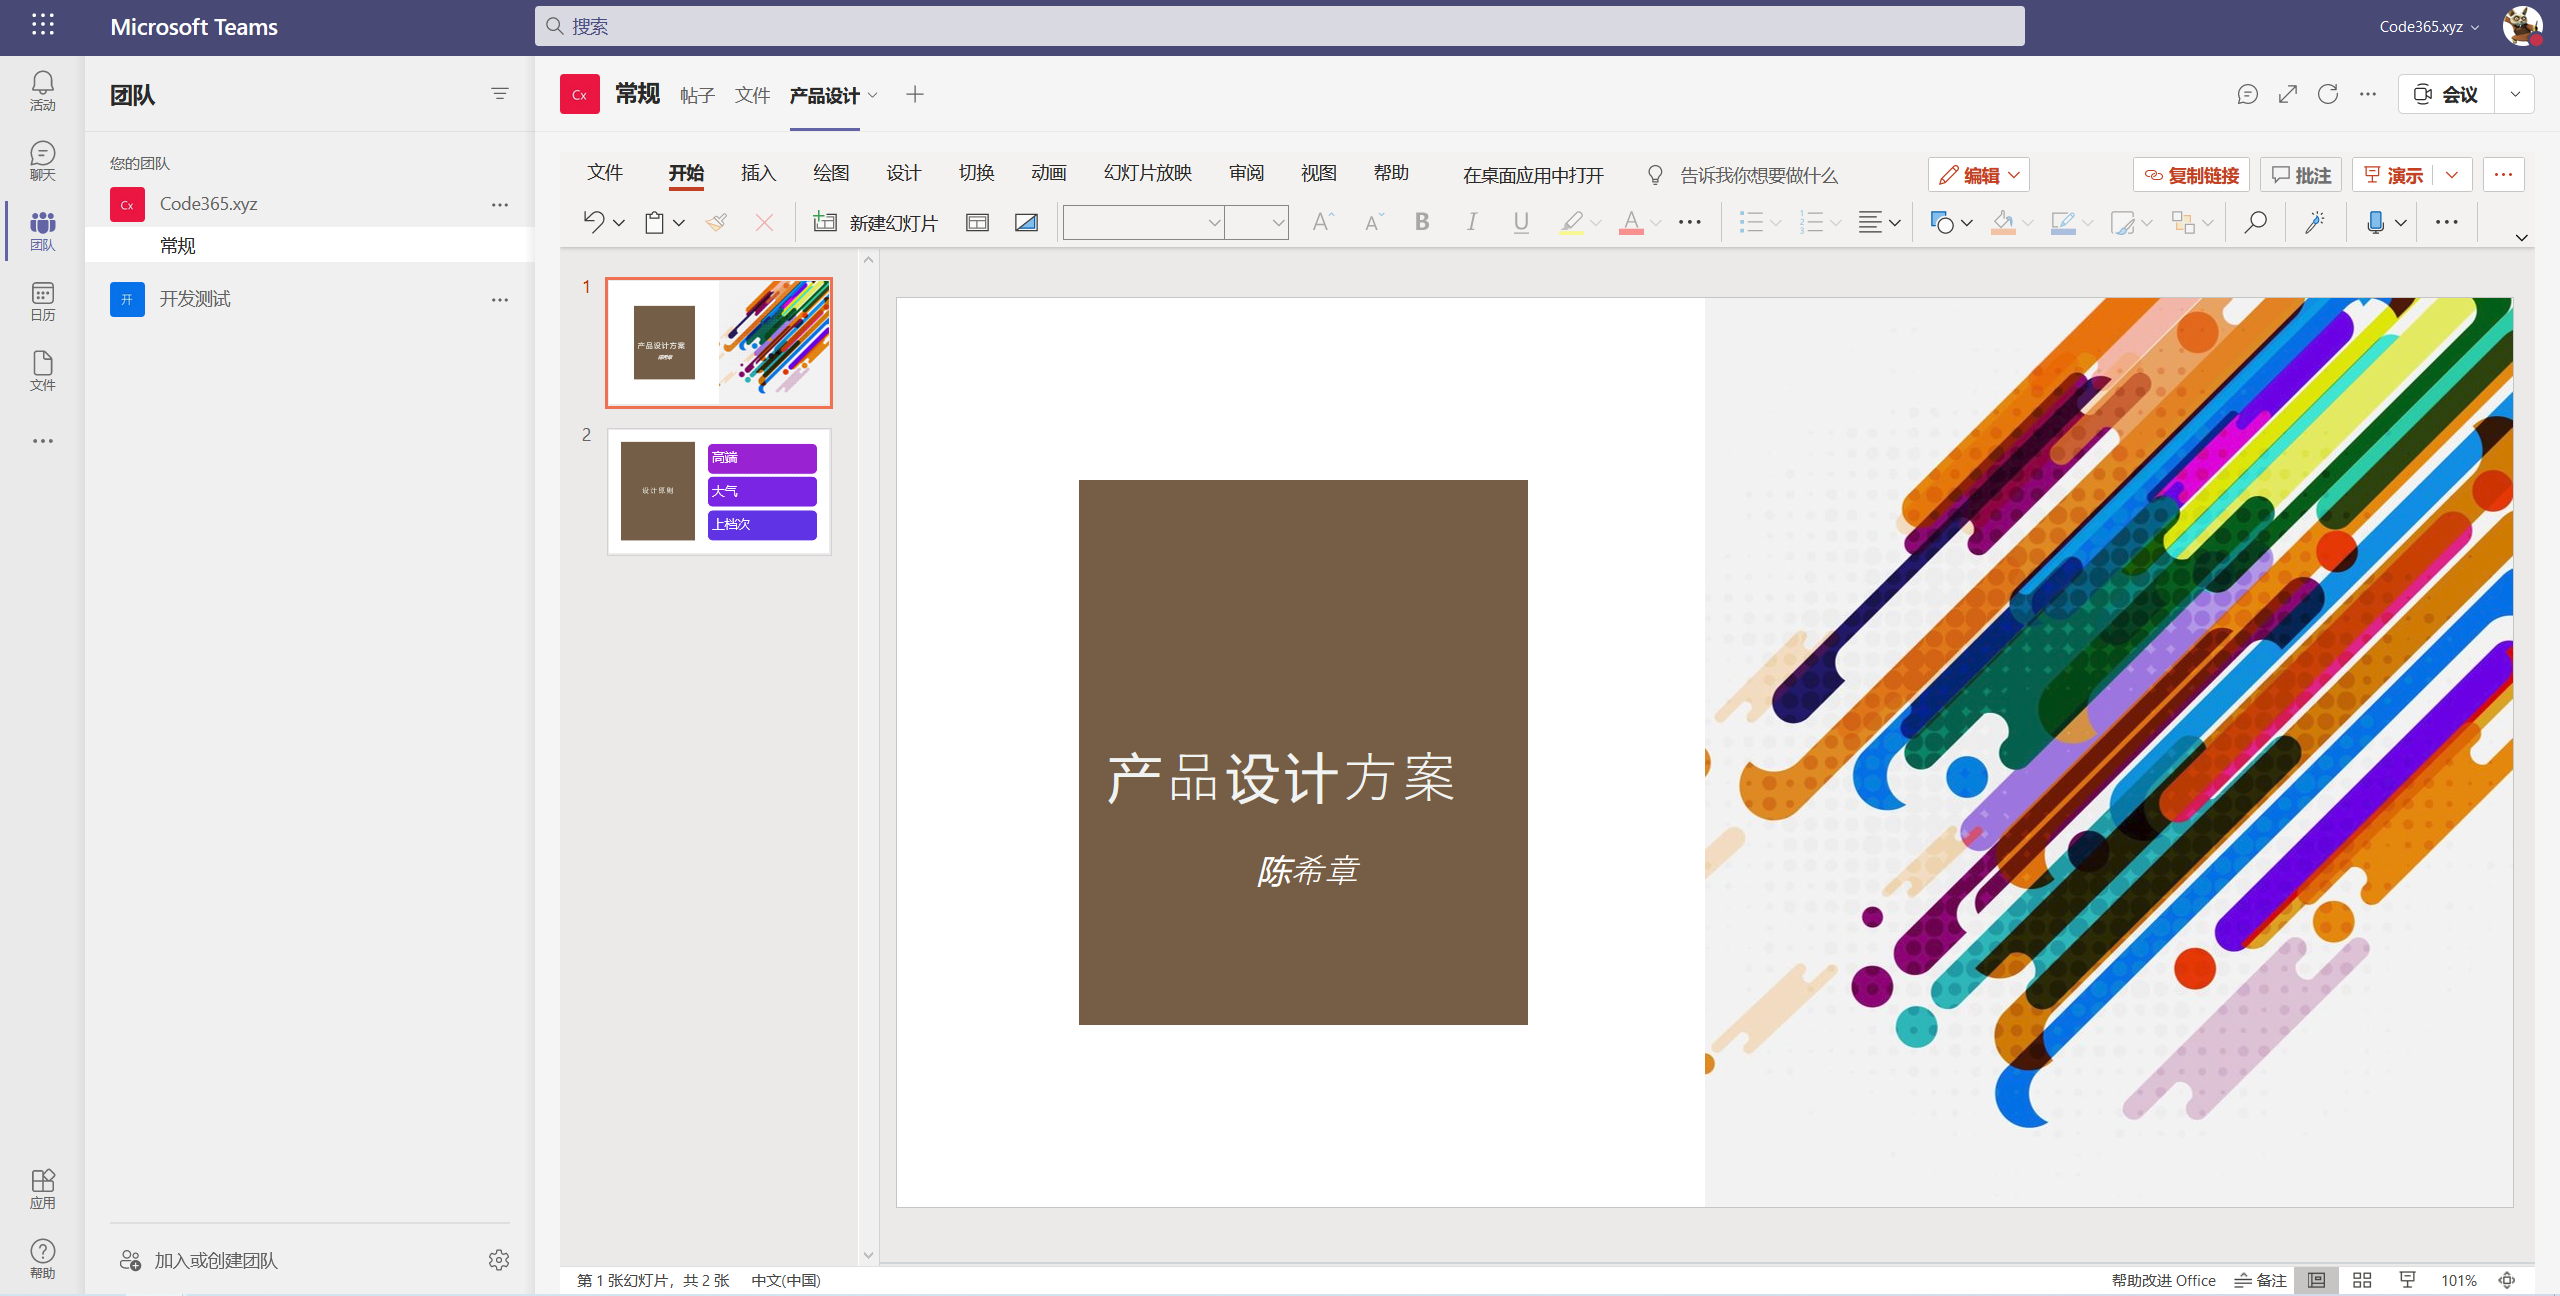 Microsoft Teams
搜索
Code365.xyz
活动
聊天
团队
日历
文件
应用
帮助
团队
您的团队
Cx Code365.xyz
常规
开 开发测试
加入或创建团队
Cx 常规 帖子 文件 产品设计
会议
文件 开始 插入 绘图 设计 切换 动画 幻灯片放映 审阅 视图 帮助 在桌面应用中打开 告诉我你想要做什么 编辑 复制链接 批注 演示
新建幻灯片 A A B I U A
1
产品设计方案
陈希章
2
设计原则
高端
大气
上档次
产品设计方案
陈希章
第 1 张幻灯片，共 2 张 中文(中国) 帮助改进 Office 备注 101%